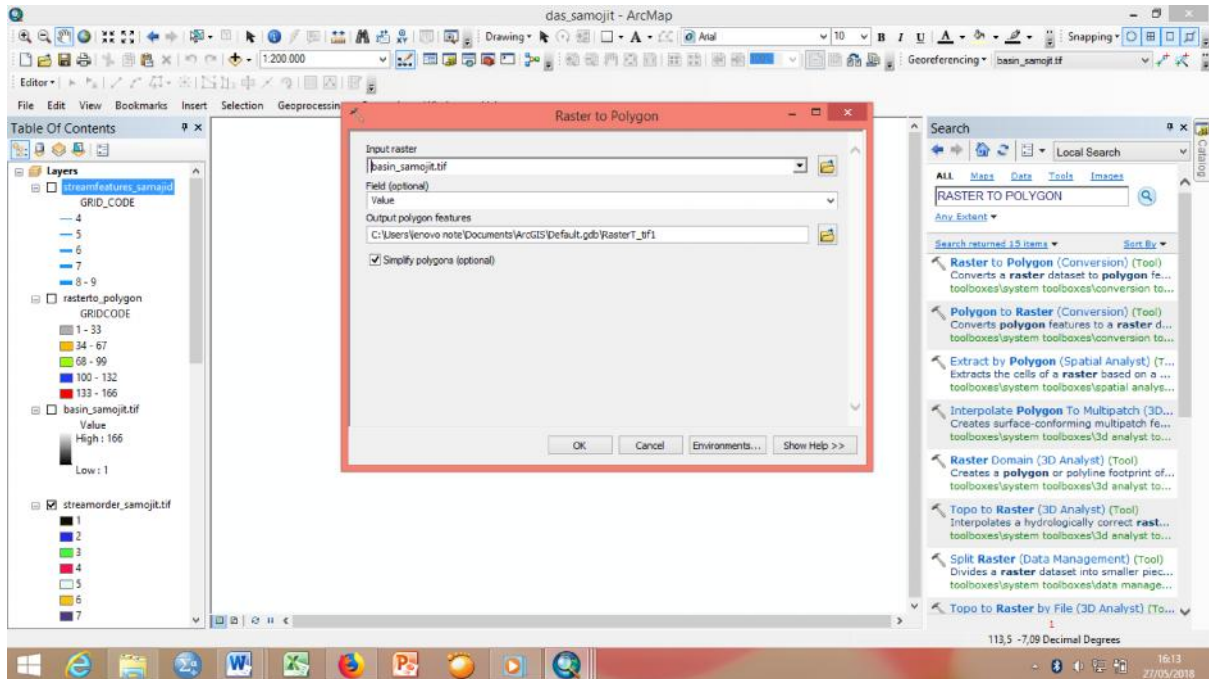 das_samojit - ArcMap
Drawing
Arial
10
B I U A
Snapping
1:200.000
Georeferencing
basin_samojit.tif
Editor
File Edit View Bookmarks Insert Selection Geoprocessin
Table Of Contents
Layers
streamfeatures_samajid
GRID_CODE
4
5
6
7
8 - 9
rasterto_polygon
GRIDCODE
1 - 33
34 - 67
68 - 99
100 - 132
133 - 166
basin_samojit.tif
Value
High : 166
Low : 1
streamorder_samojit.tif
1
2
3
4
5
6
7
Raster to Polygon
Input raster
basin_samojit.tif
Field (optional)
Value
Output polygon features
C:\Users\lenovo note\Documents\ArcGIS\Default.gdb\RasterT_tif1
Simplify polygons (optional)
OK Cancel Environments... Show Help >>
Search
Catalog
Local Search
ALL Maps Data Tools Images
RASTER TO POLYGON
Any Extent
Search returned 15 items Sort By
Raster to Polygon (Conversion) (Tool)
Converts a raster dataset to polygon fe...
toolboxes\system toolboxes\conversion to...
Polygon to Raster (Conversion) (Tool)
Converts polygon features to a raster d...
toolboxes\system toolboxes\conversion to...
Extract by Polygon (Spatial Analyst) (T...
Extracts the cells of a raster based on a ...
toolboxes\system toolboxes\spatial analys...
Interpolate Polygon To Multipatch (3D...
Creates surface-conforming multipatch fe...
toolboxes\system toolboxes\3d analyst to...
Raster Domain (3D Analyst) (Tool)
Creates a polygon or polyline footprint of...
toolboxes\system toolboxes\3d analyst to...
Topo to Raster (3D Analyst) (Tool)
Interpolates a hydrologically correct rast...
toolboxes\system toolboxes\3d analyst to...
Split Raster (Data Management) (Tool)
Divides a raster dataset into smaller piec...
toolboxes\system toolboxes\data manage...
Topo to Raster by File (3D Analyst) (To...
1
113,5 -7,09 Decimal Degrees
16:13
27/05/2018